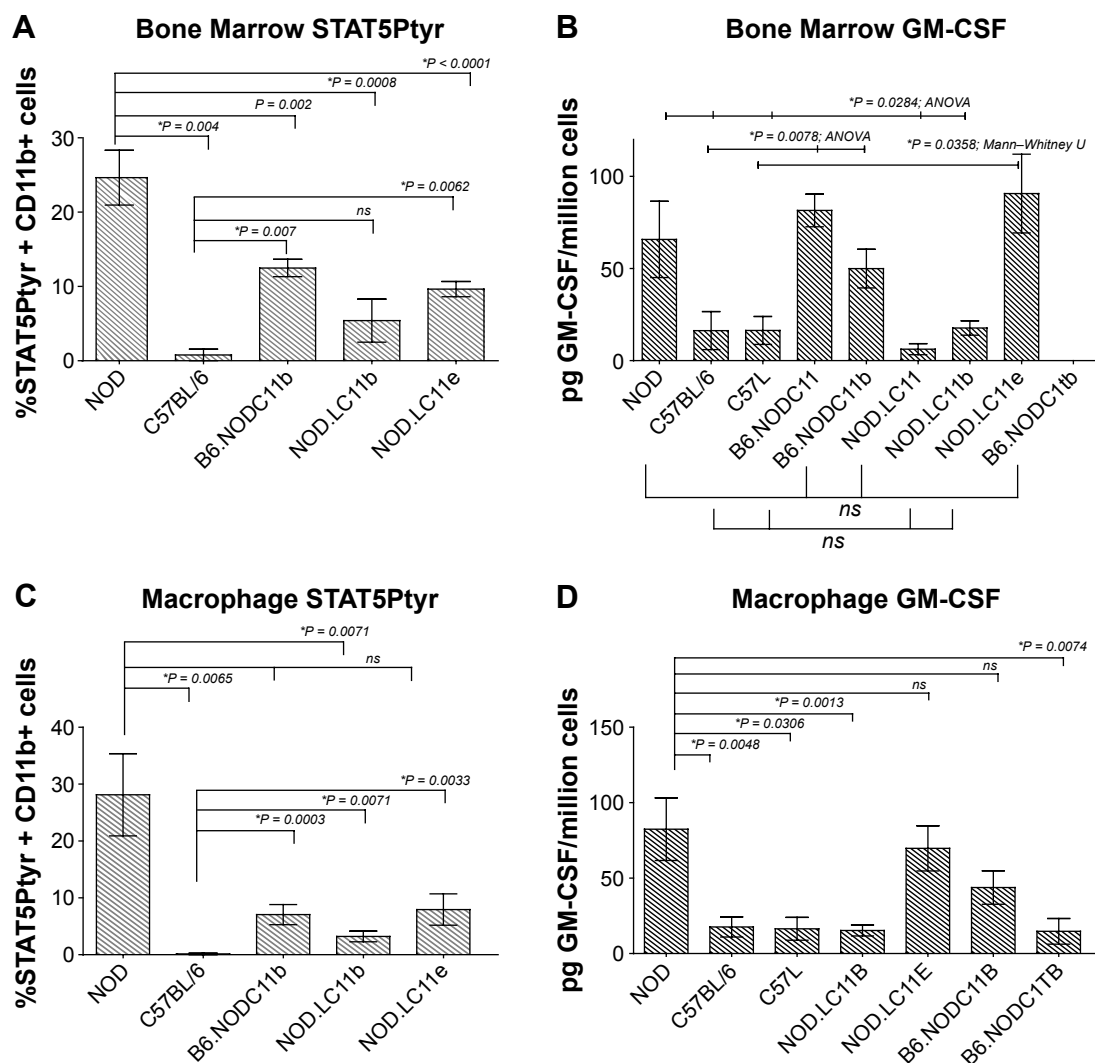 A
Bone Marrow STAT5Ptyr
*P < 0.0001
*P = 0.0008
P = 0.002
*P = 0.004
*P = 0.0062
ns
*P = 0.007
%STAT5Ptyr + CD11b+ cells
30
20
10
0
NOD
C57BL/6
B6.NODC11b
NOD.LC11b
NOD.LC11e
B
Bone Marrow GM-CSF
*P = 0.0284; ANOVA
*P = 0.0078; ANOVA
*P = 0.0358; Mann–Whitney U
pg GM-CSF/million cells
100
50
0
NOD
C57BL/6
C57L
B6.NODC11
B6.NODC11b
NOD.LC11
NOD.LC11b
NOD.LC11e
B6.NODC1tb
ns
ns
C
Macrophage STAT5Ptyr
*P = 0.0071
ns
*P = 0.0065
*P = 0.0033
*P = 0.0071
*P = 0.0003
%STAT5Ptyr + CD11b+ cells
40
30
20
10
0
NOD
C57BL/6
B6.NODC11b
NOD.LC11b
NOD.LC11e
D
Macrophage GM-CSF
*P = 0.0074
ns
ns
*P = 0.0013
*P = 0.0306
*P = 0.0048
pg GM-CSF/million cells
150
100
50
0
NOD
C57BL/6
C57L
NOD.LC11B
NOD.LC11E
B6.NODC11B
B6.NODC1TB